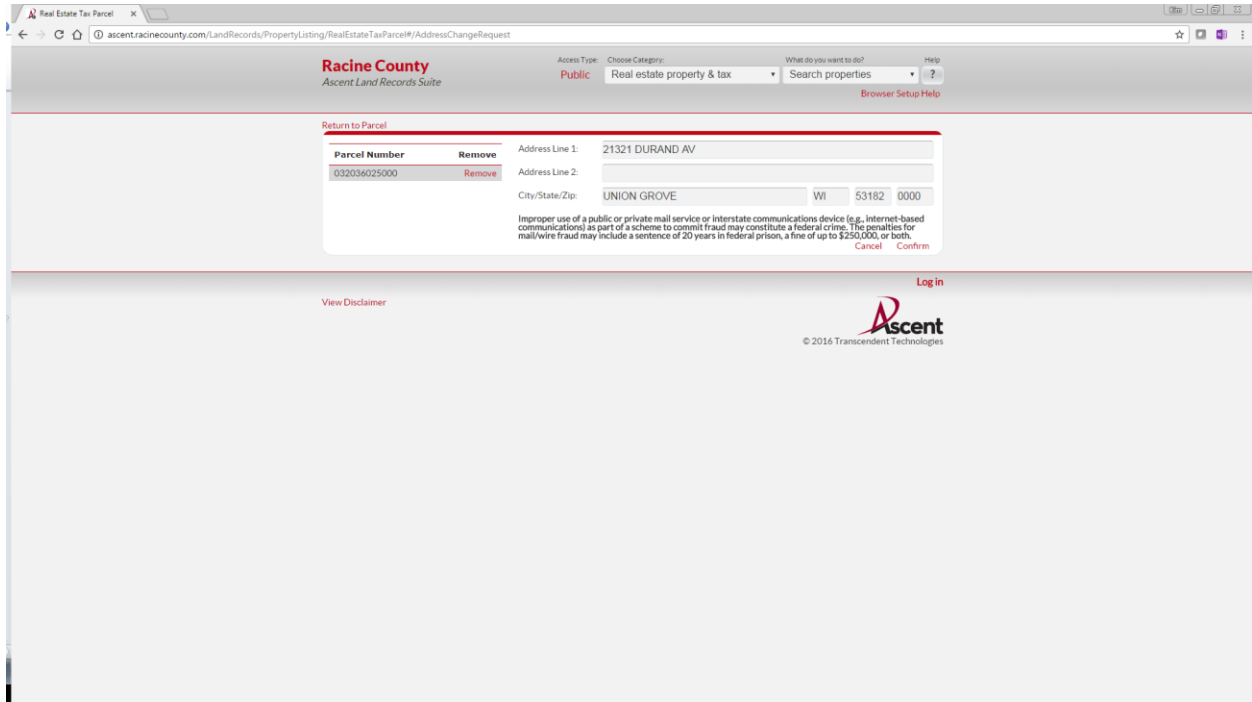 Real Estate Tax Parcel
ascent.racinecounty.com/LandRecords/PropertyListing/RealEstateTaxParcel#/AddressChangeRequest
Racine County
Ascent Land Records Suite
Access Type: Choose Category: What do you want to do? Help
Public Real estate property & tax Search properties ?
Browser Setup Help
Return to Parcel
Parcel Number Remove
032036025000 Remove
Address Line 1: 21321 DURAND AV
Address Line 2:
City/State/Zip: UNION GROVE WI 53182 0000
Improper use of a public or private mail service or interstate communications device (e.g., internet-based
communications) as part of a scheme to commit fraud may constitute a federal crime. The penalties for
mail/wire fraud may include a sentence of 20 years in federal prison, a fine of up to $250,000, or both.
Cancel Confirm
Log in
View Disclaimer
Ascent
© 2016 Transcendent Technologies